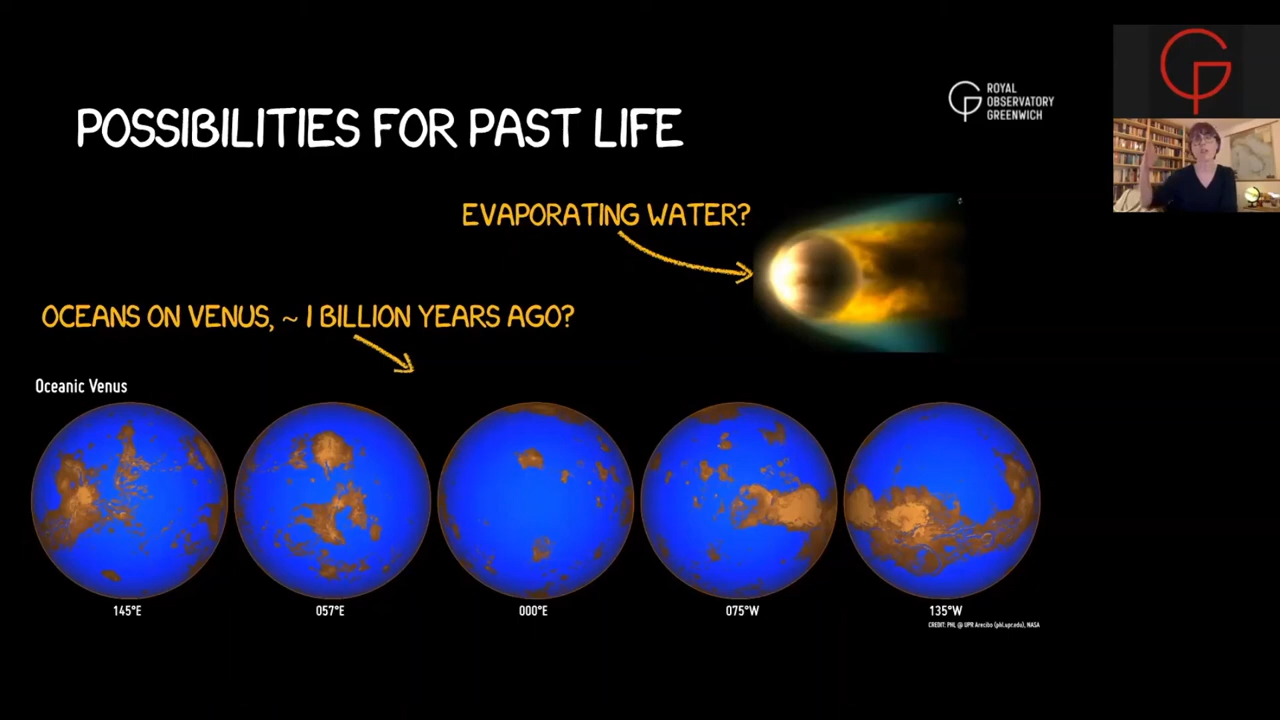 POSSIBILITIES FOR PAST LIFE
ROYAL
OBSERVATORY
GREENWICH
EVAPORATING WATER?
OCEANS ON VENUS, ~ 1 BILLION YEARS AGO?
Oceanic Venus
145°E 057°E 000°E 075°W 135°W
CREDIT: PHL @ UPR Arecibo (phl.upr.edu), NASA